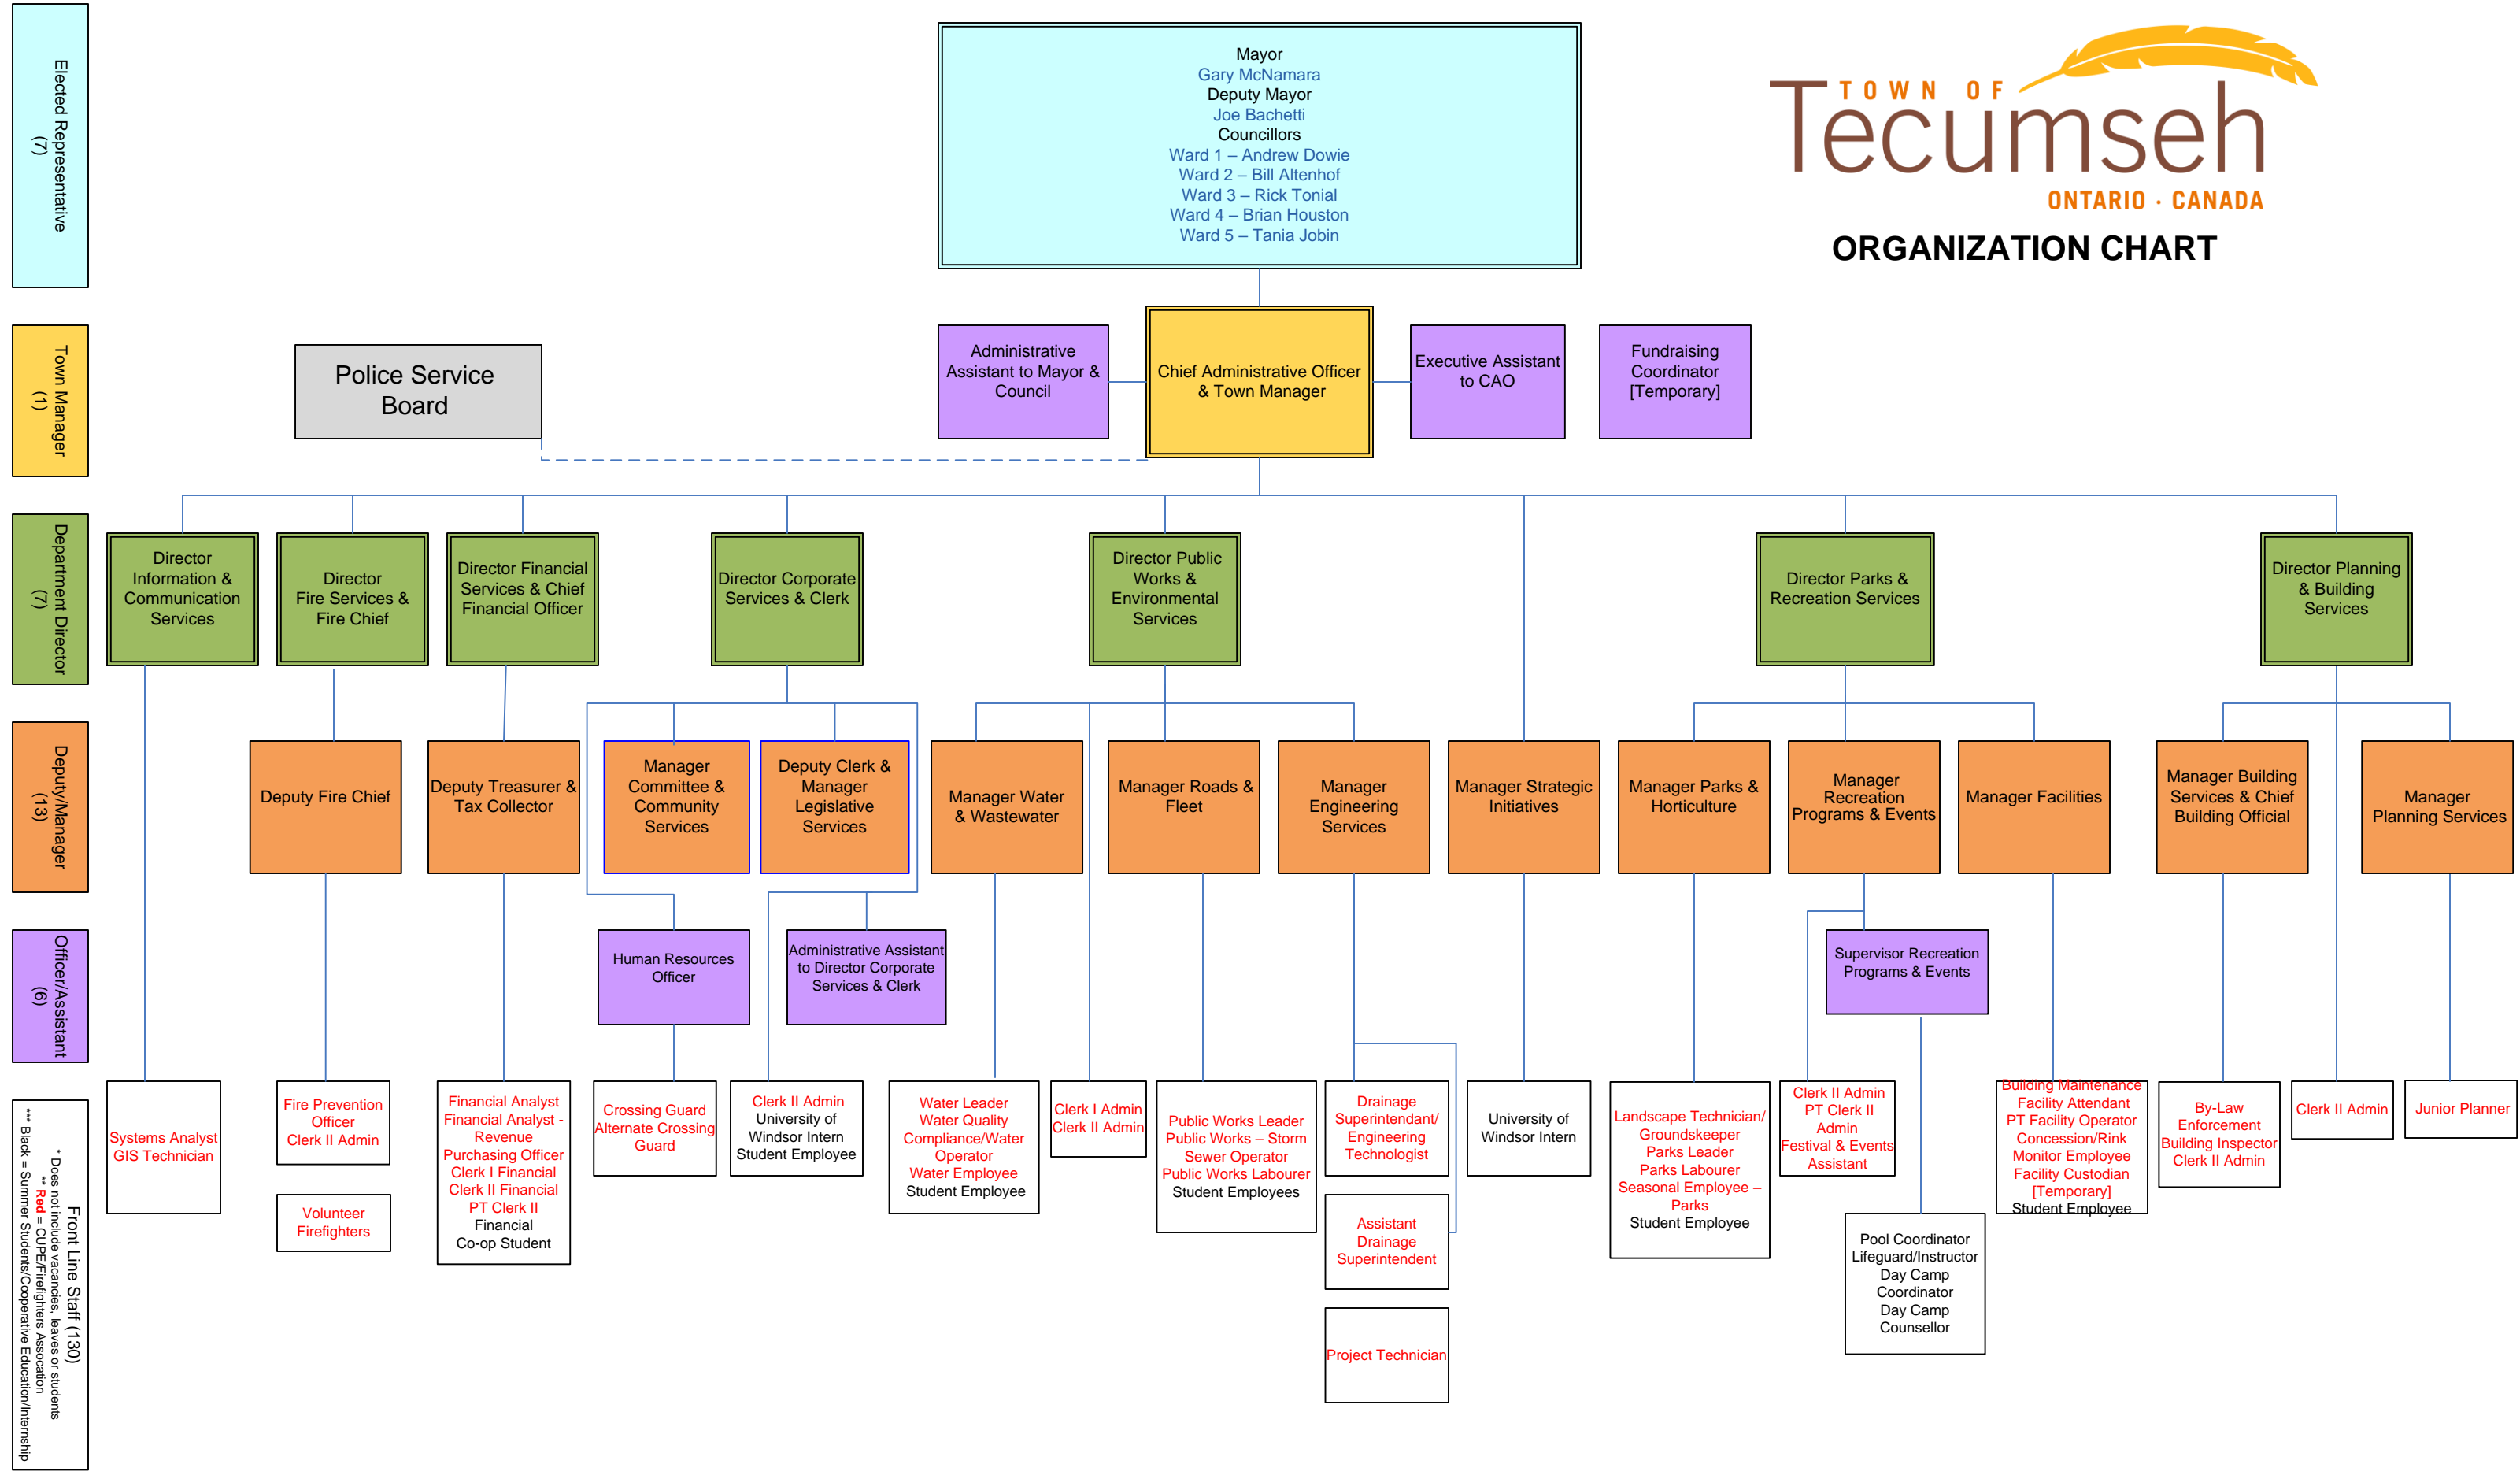 Elected Representative
(7)
Mayor
Gary McNamara
Deputy Mayor
Joe Bachetti
Councillors
Ward 1 – Andrew Dowie
Ward 2 – Bill Altenhof
Ward 3 – Rick Tonial
Ward 4 – Brian Houston
Ward 5 – Tania Jobin
TOWN OF
Tecumseh
ONTARIO · CANADA
ORGANIZATION CHART
Town Manager
(1)
Police Service
Board
Administrative
Assistant to Mayor &
Council
Chief Administrative Officer
& Town Manager
Executive Assistant
to CAO
Fundraising
Coordinator
[Temporary]
Department Director
(7)
Director
Information &
Communication
Services
Director
Fire Services &
Fire Chief
Director Financial
Services & Chief
Financial Officer
Director Corporate
Services & Clerk
Director Public
Works &
Environmental
Services
Director Parks &
Recreation Services
Director Planning
& Building
Services
Deputy/Manager
(13)
Deputy Fire Chief
Deputy Treasurer &
Tax Collector
Manager
Committee &
Community
Services
Deputy Clerk &
Manager
Legislative
Services
Manager Water
& Wastewater
Manager Roads &
Fleet
Manager
Engineering
Services
Manager Strategic
Initiatives
Manager Parks &
Horticulture
Manager
Recreation
Programs & Events
Manager Facilities
Manager Building
Services & Chief
Building Official
Manager
Planning Services
Officer/Assistant
(6)
Human Resources
Officer
Administrative Assistant
to Director Corporate
Services & Clerk
Supervisor Recreation
Programs & Events
Front Line Staff (130)
* Does not include vacancies, leaves or students
** Red = CUPE/Firefighters Assocation
*** Black = Summer Students/Cooperative Education/Internship
Systems Analyst
GIS Technician
Fire Prevention
Officer
Clerk II Admin
Volunteer
Firefighters
Financial Analyst
Financial Analyst -
Revenue
Purchasing Officer
Clerk I Financial
Clerk II Financial
PT Clerk II
Financial
Co-op Student
Crossing Guard
Alternate Crossing
Guard
Clerk II Admin
University of
Windsor Intern
Student Employee
Water Leader
Water Quality
Compliance/Water
Operator
Water Employee
Student Employee
Clerk I Admin
Clerk II Admin
Public Works Leader
Public Works – Storm
Sewer Operator
Public Works Labourer
Student Employees
Drainage
Superintendant/
Engineering
Technologist
Assistant
Drainage
Superintendent
Project Technician
University of
Windsor Intern
Landscape Technician/
Groundskeeper
Parks Leader
Parks Labourer
Seasonal Employee –
Parks
Student Employee
Clerk II Admin
PT Clerk II
Admin
Festival & Events
Assistant
Pool Coordinator
Lifeguard/Instructor
Day Camp
Coordinator
Day Camp
Counsellor
Building Maintenance
Facility Attendant
PT Facility Operator
Concession/Rink
Monitor Employee
Facility Custodian
[Temporary]
Student Employee
By-Law
Enforcement
Building Inspector
Clerk II Admin
Clerk II Admin
Junior Planner